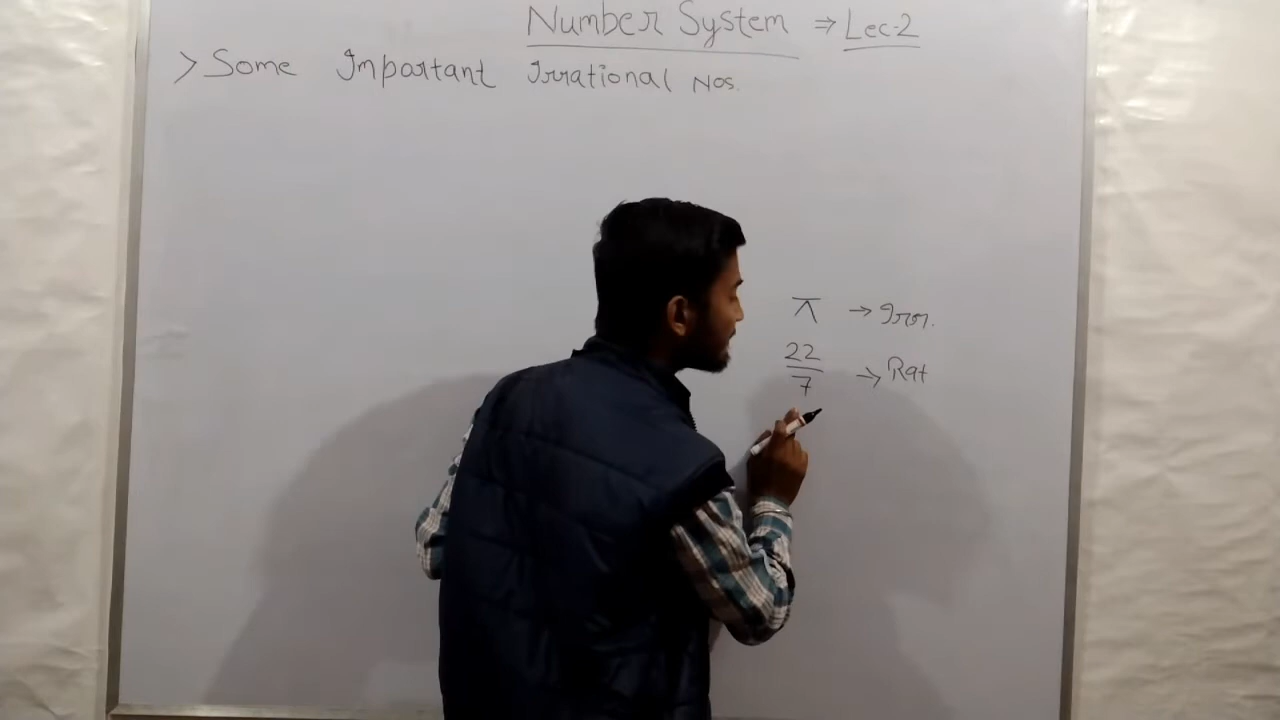 Number System ⇒ Lec-2
> Some Important Irrational Nos.
π → Irr.
22/7 → Rat